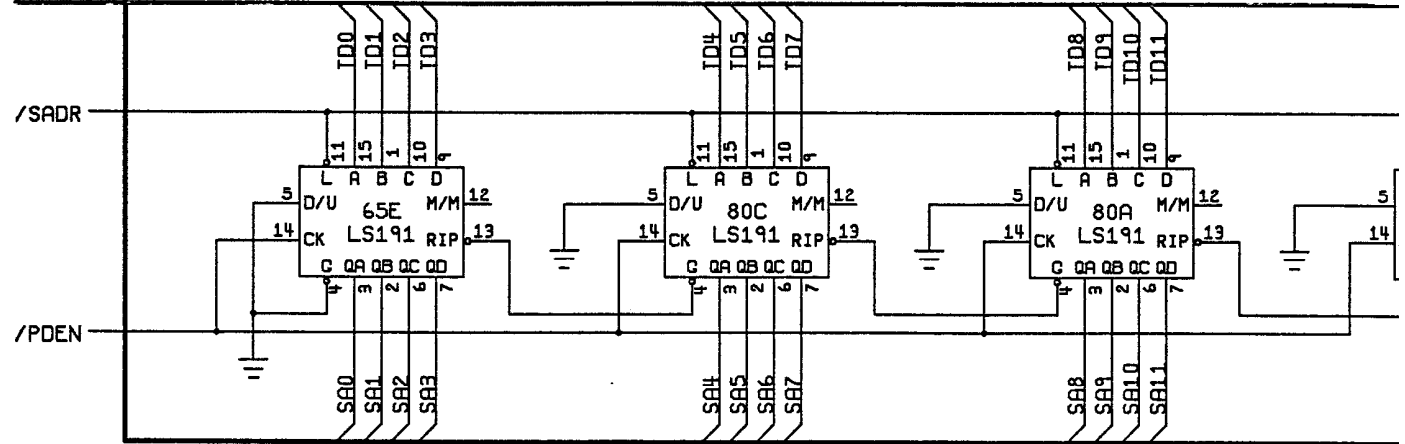 TD0 TD1 TD2 TD3 TD4 TD5 TD6 TD7 TD8 TD9 TD10 TD11
/SADR
11 15 1 10 9 11 15 1 10 9 11 15 1 10 9
L A B C D L A B C D L A B C D
5 D/U M/M 12 5 D/U M/M 12 5 D/U M/M 12 5
65E 80C 80A
14 CK LS191 RIP 13 14 CK LS191 RIP 13 14 CK LS191 RIP 13 14
G QA QB QC QD G QA QB QC QD G QA QB QC QD
4 3 2 6 7 4 3 2 6 7 4 3 2 6 7
/PDEN
SA0 SA1 SA2 SA3 SA4 SA5 SA6 SA7 SA8 SA9 SA10 SA11